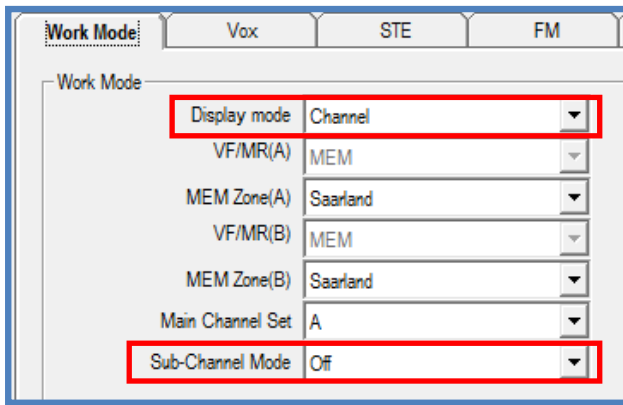 Work Mode Vox STE FM
Work Mode
Display mode Channel
VF/MR(A) MEM
MEM Zone(A) Saarland
VF/MR(B) MEM
MEM Zone(B) Saarland
Main Channel Set A
Sub-Channel Mode Off